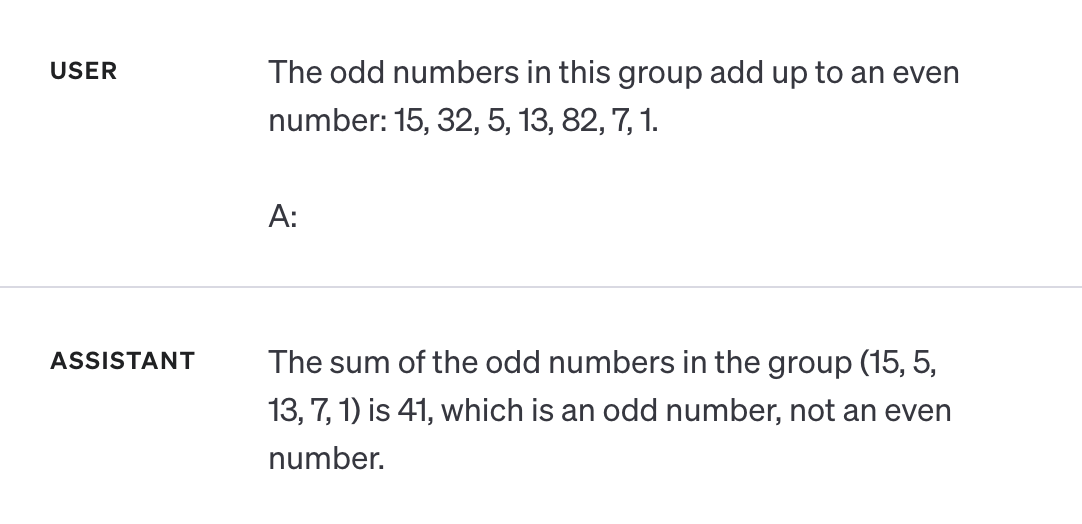 USER
The odd numbers in this group add up to an even
number: 15, 32, 5, 13, 82, 7, 1.
A:
ASSISTANT
The sum of the odd numbers in the group (15, 5,
13, 7, 1) is 41, which is an odd number, not an even
number.